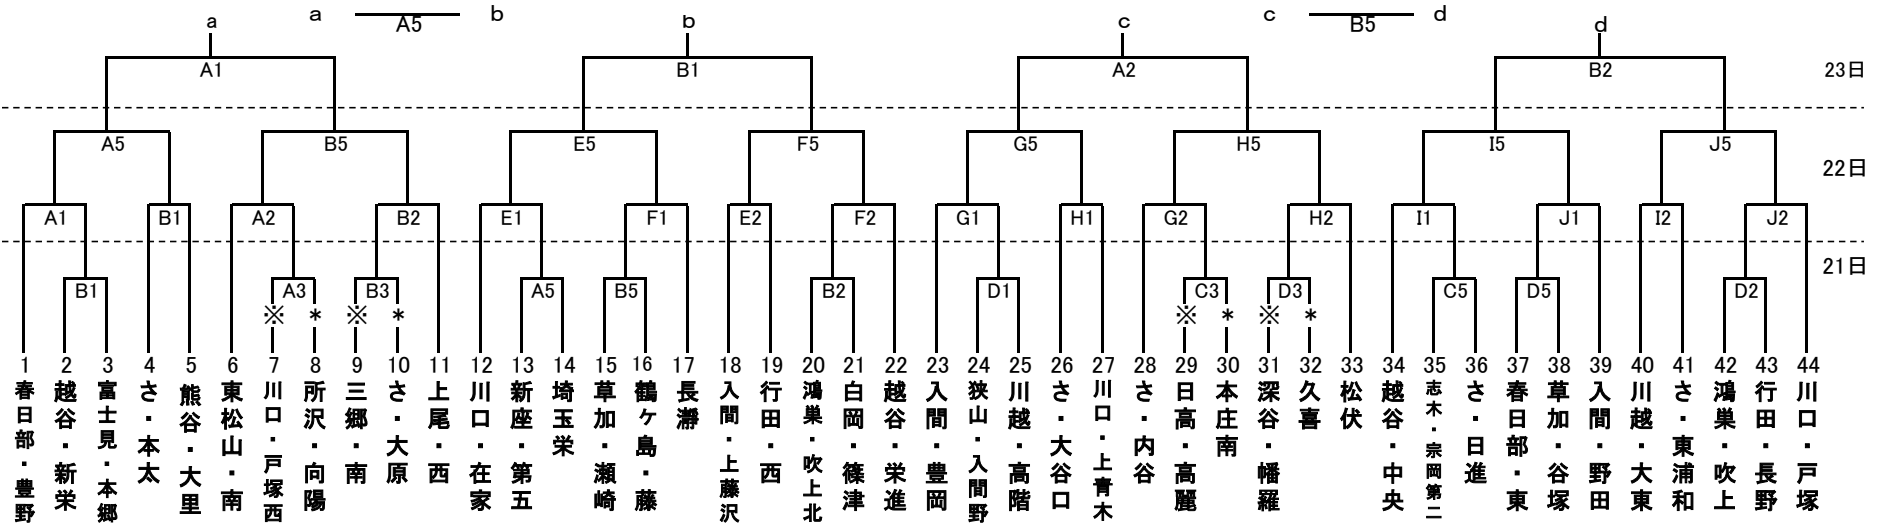 a A5 b c B5 d
a b c d
A1 B1 A2 B2 23日
A5 B5 E5 F5 G5 H5 I5 J5
22日
A1 B1 A2 B2 E1 F1 E2 F2 G1 H1 G2 H2 I1 J1 I2 J2
21日
B1 A3 B3 A5 B5 B2 D1 C3 D3 C5 D5 D2
※ * ※ * ※ * ※ *
1 2 3 4 5 6 7 8 9 10 11 12 13 14 15 16 17 18 19 20 21 22 23 24 25 26 27 28 29 30 31 32 33 34 35 36 37 38 39 40 41 42 43 44
春日部・豊野
越谷・新栄
富士見・本郷
さ・本太
熊谷・大里
東松山・南
川口・戸塚西
所沢・向陽
三郷・南
さ・大原
上尾・西
川口・在家
新座・第五
埼玉栄
草加・瀬崎
鶴ヶ島・藤
長瀞
入間・上藤沢
行田・西
鴻巣・吹上北
白岡・篠津
越谷・栄進
入間・豊岡
狭山・入間野
川越・高階
さ・大谷口
川口・上青木
さ・内谷
日高・高麗
本庄南
深谷・幡羅
久喜
松伏
越谷・中央
志木・宗岡第二
さ・日進
春日部・東
草加・谷塚
入間・野田
川越・大東
さ・東浦和
鴻巣・吹上
行田・長野
川口・戸塚